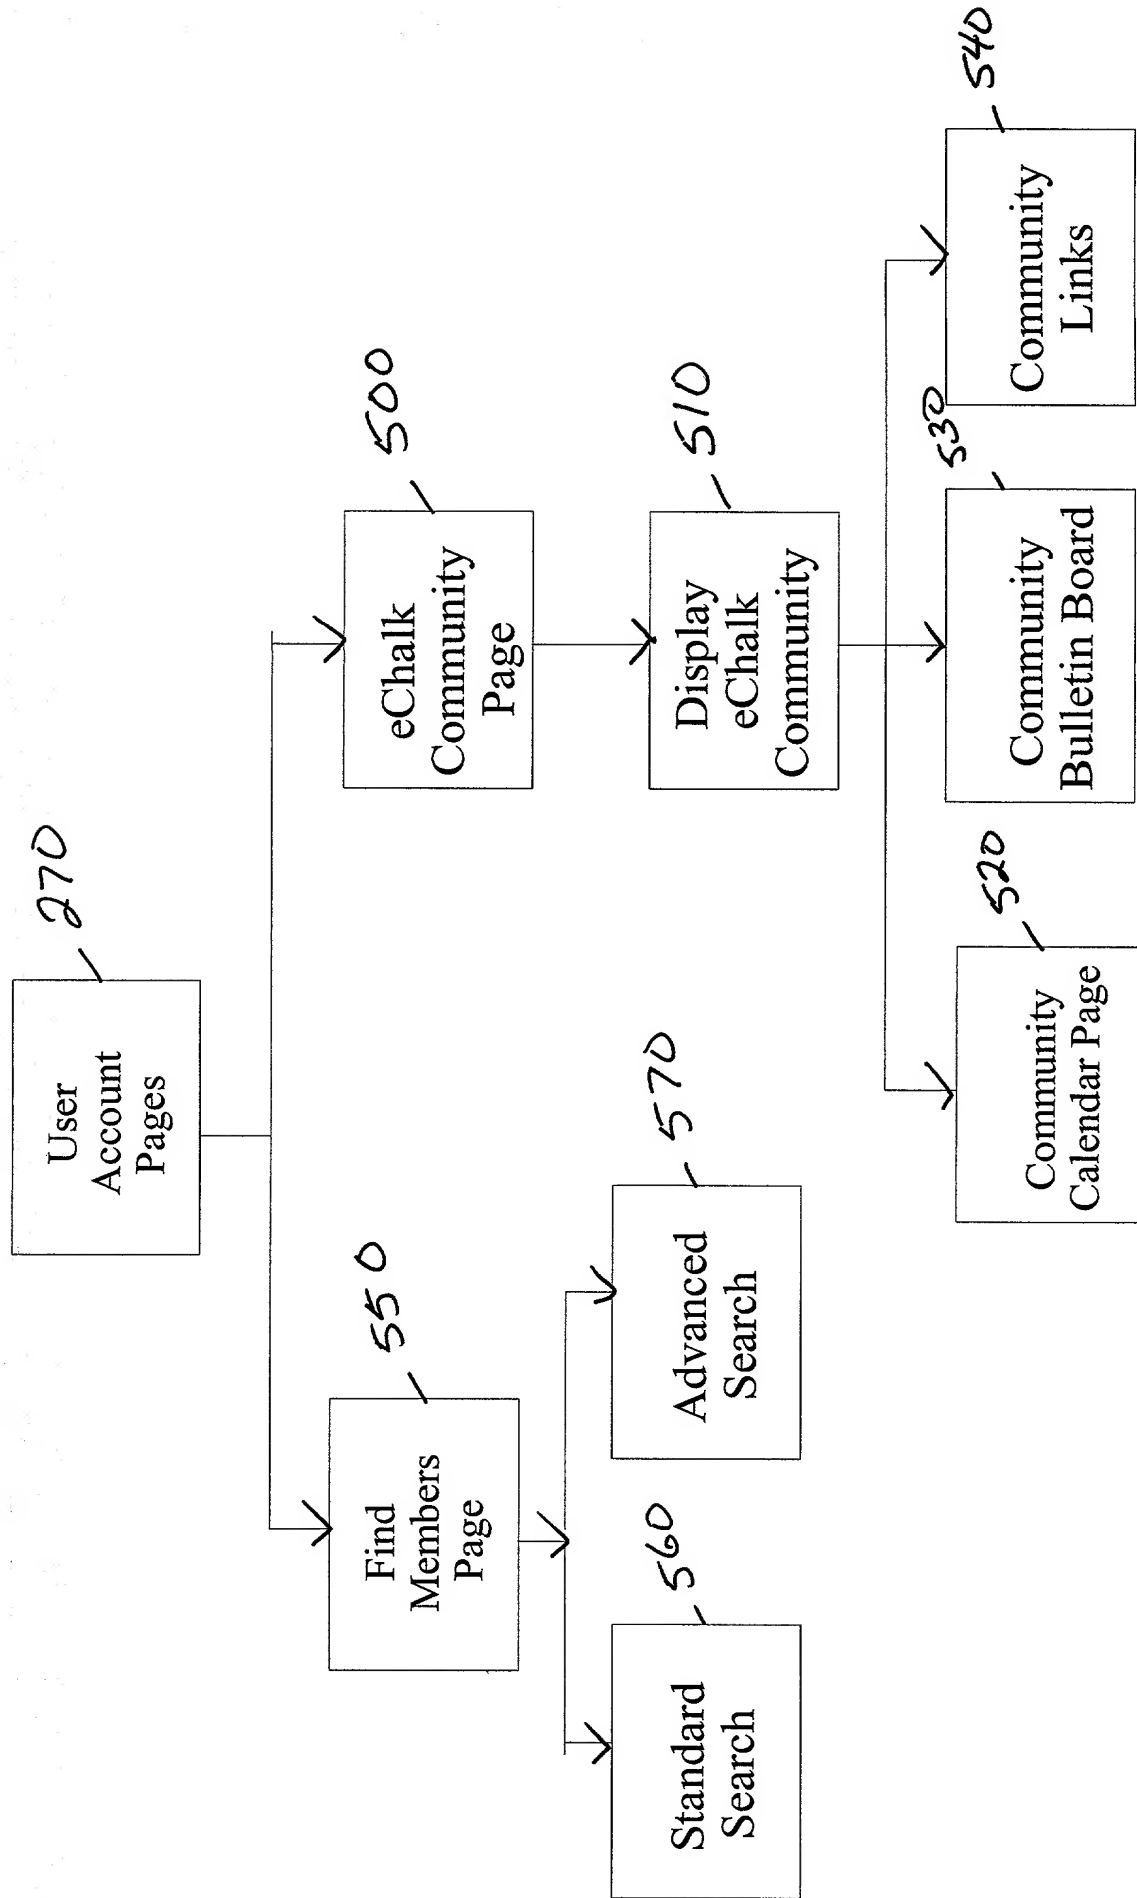 User
Account
Pages
270
Find
Members
Page
550
eChalk
Community
Page
500
Standard
Search
560
Advanced
Search
570
Display
eChalk
Community
510
Community
Calendar Page
520
Community
Bulletin Board
530
Community
Links
540